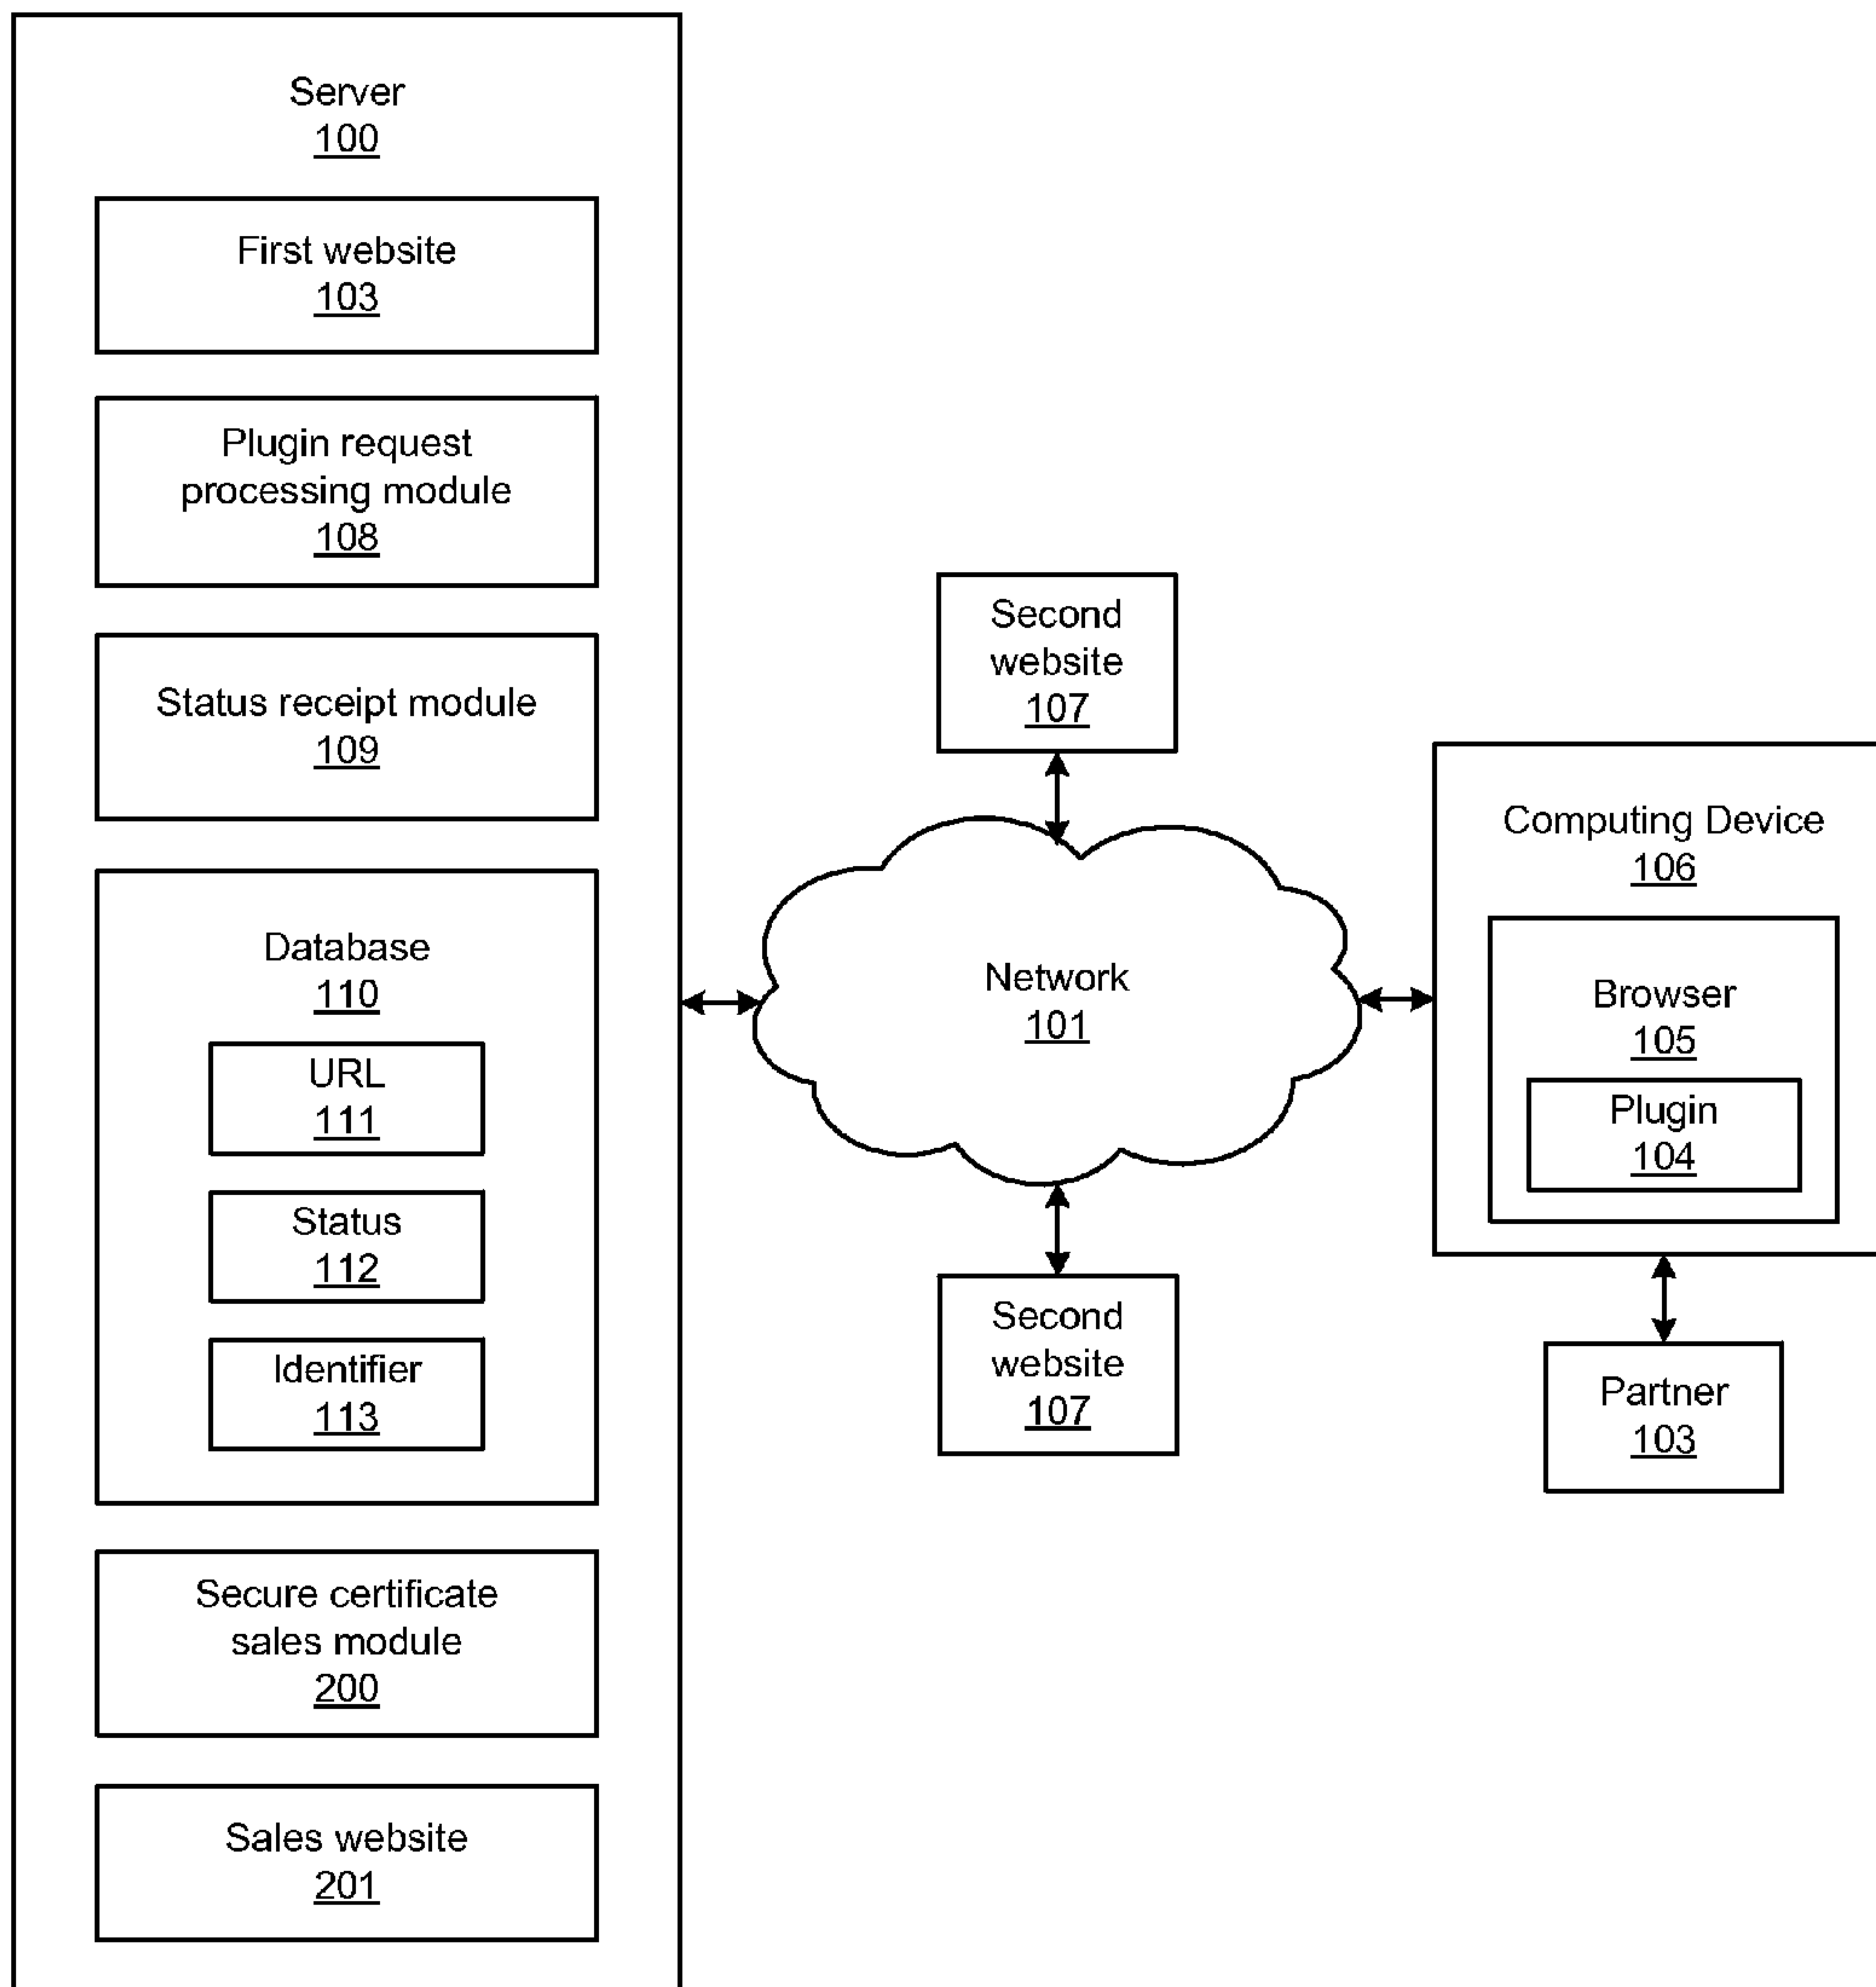 Server
100
First website
103
Plugin request
processing module
108
Status receipt module
109
Database
110
URL
111
Status
112
Identifier
113
Secure certificate
sales module
200
Sales website
201
Second
website
107
Network
101
Second
website
107
Computing Device
106
Browser
105
Plugin
104
Partner
103